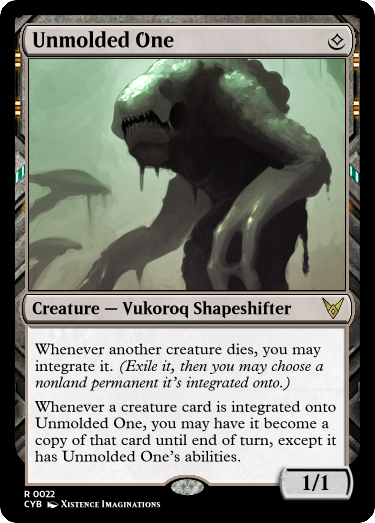 Unmolded One
Creature — Vukoroq Shapeshifter
Whenever another creature dies, you may
integrate it. (Exile it, then you may choose a
nonland permanent it's integrated onto.)
Whenever a creature card is integrated onto
Unmolded One, you may have it become a
copy of that card until end of turn, except it
has Unmolded One's abilities.
1/1
R 0022
CYB Xistence Imaginations